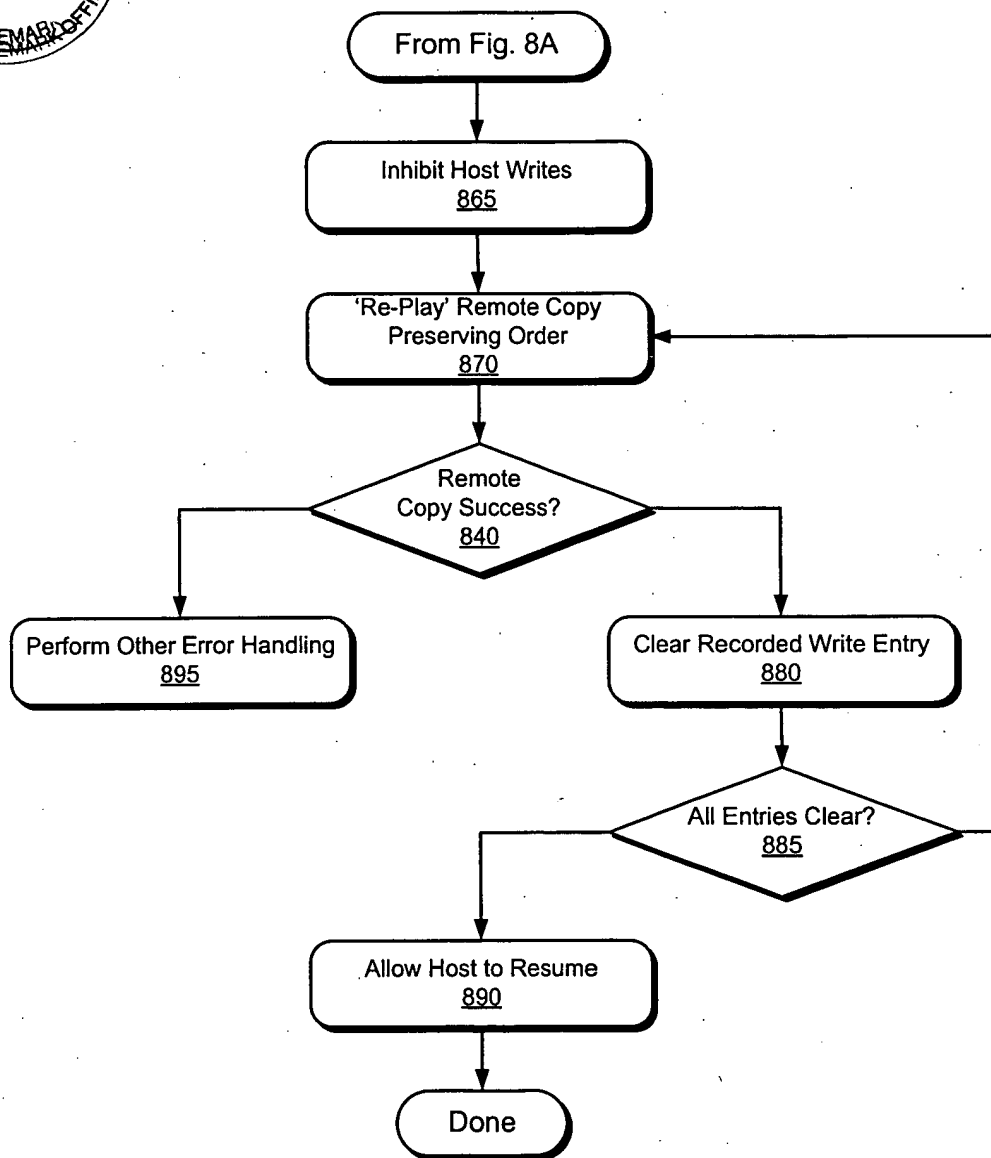 From Fig. 8A
Inhibit Host Writes
865
'Re-Play' Remote Copy
Preserving Order
870
Remote
Copy Success?
840
Perform Other Error Handling
895
Clear Recorded Write Entry
880
All Entries Clear?
885
Allow Host to Resume
890
Done